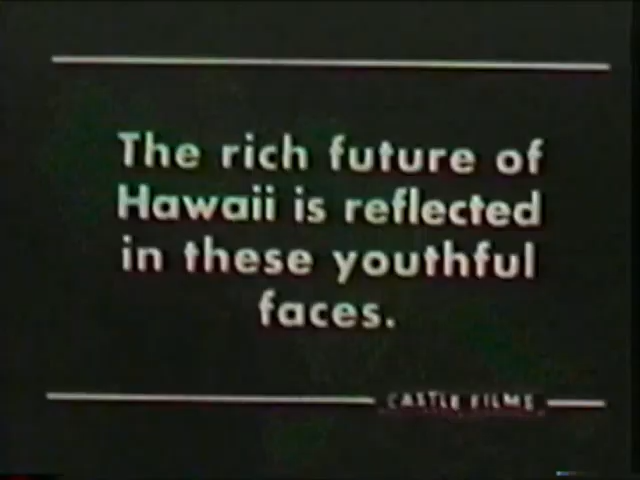 The rich future of
Hawaii is reflected
in these youthful
faces.
CASTLE FILMS